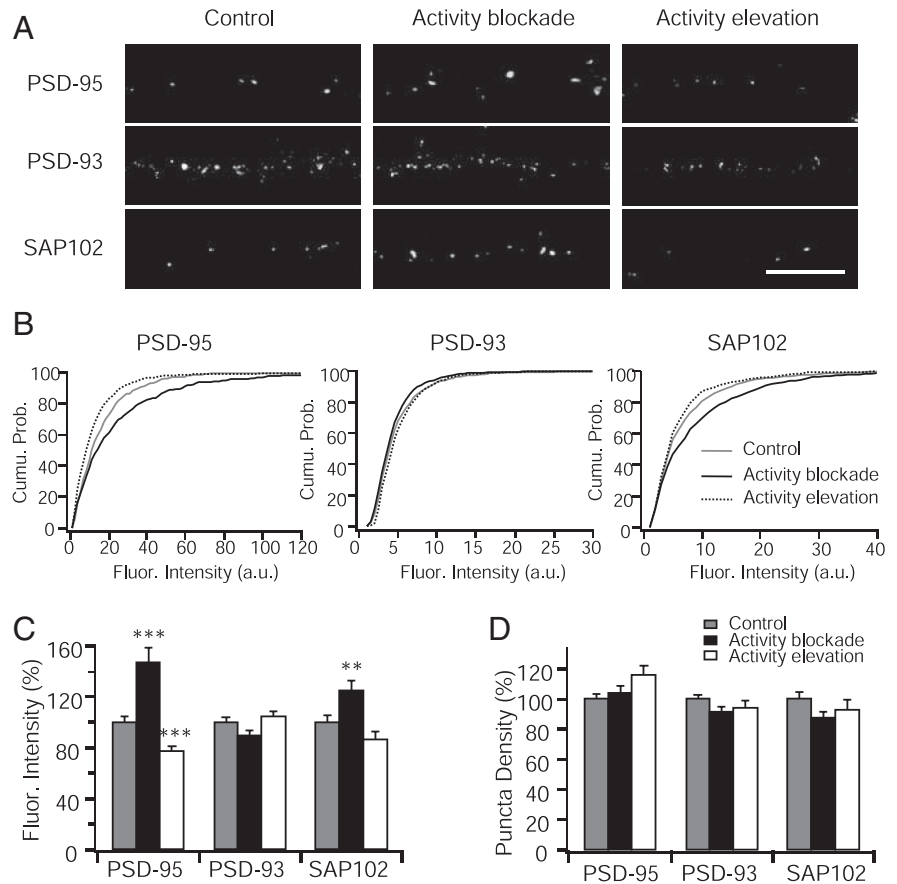 A
Control
Activity blockade
Activity elevation
PSD-95
PSD-93
SAP102
B
PSD-95
PSD-93
SAP102
Cumu. Prob.
100
80
60
40
20
0
0 20 40 60 80 100 120
Fluor. Intensity (a.u.)
Cumu. Prob.
100
80
60
40
20
0
0 5 10 15 20 25 30
Fluor. Intensity (a.u.)
Cumu. Prob.
100
80
60
40
20
0
0 10 20 30 40
Fluor. Intensity (a.u.)
Control
Activity blockade
Activity elevation
C
Fluor. Intensity (%)
160
120
80
40
0
***
***
**
PSD-95 PSD-93 SAP102
D
Control
Activity blockade
Activity elevation
Puncta Density (%)
120
100
80
60
40
20
0
PSD-95 PSD-93 SAP102